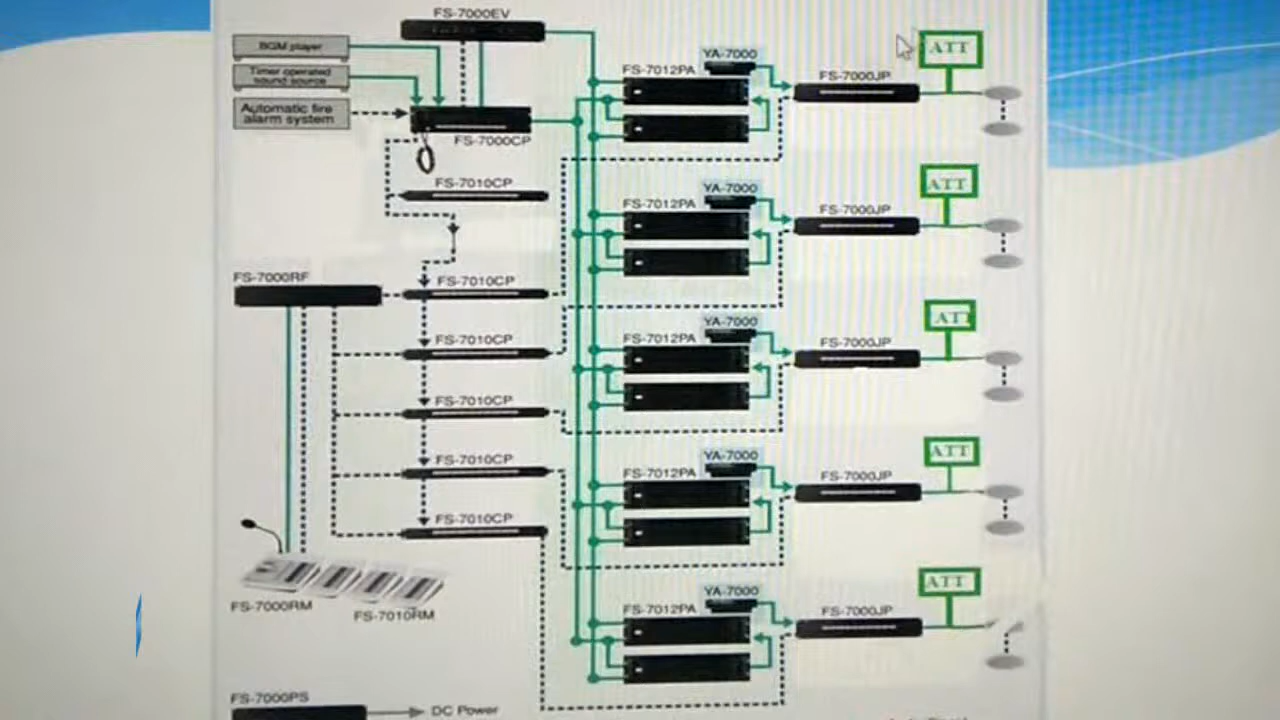 FS-7000EV
BGM player
Timer operated
sound source
Automatic fire
alarm system
FS-7000CP
FS-7010CP
FS-7000RF
FS-7010CP
FS-7010CP
FS-7010CP
FS-7010CP
FS-7010CP
FS-7000RM
FS-7010RM
FS-7000PS
DC Power
YA-7000
FS-7012PA
FS-7000JP
ATT
YA-7000
FS-7012PA
FS-7000JP
ATT
YA-7000
FS-7012PA
FS-7000JP
ATT
YA-7000
FS-7012PA
FS-7000JP
ATT
YA-7000
FS-7012PA
FS-7000JP
ATT